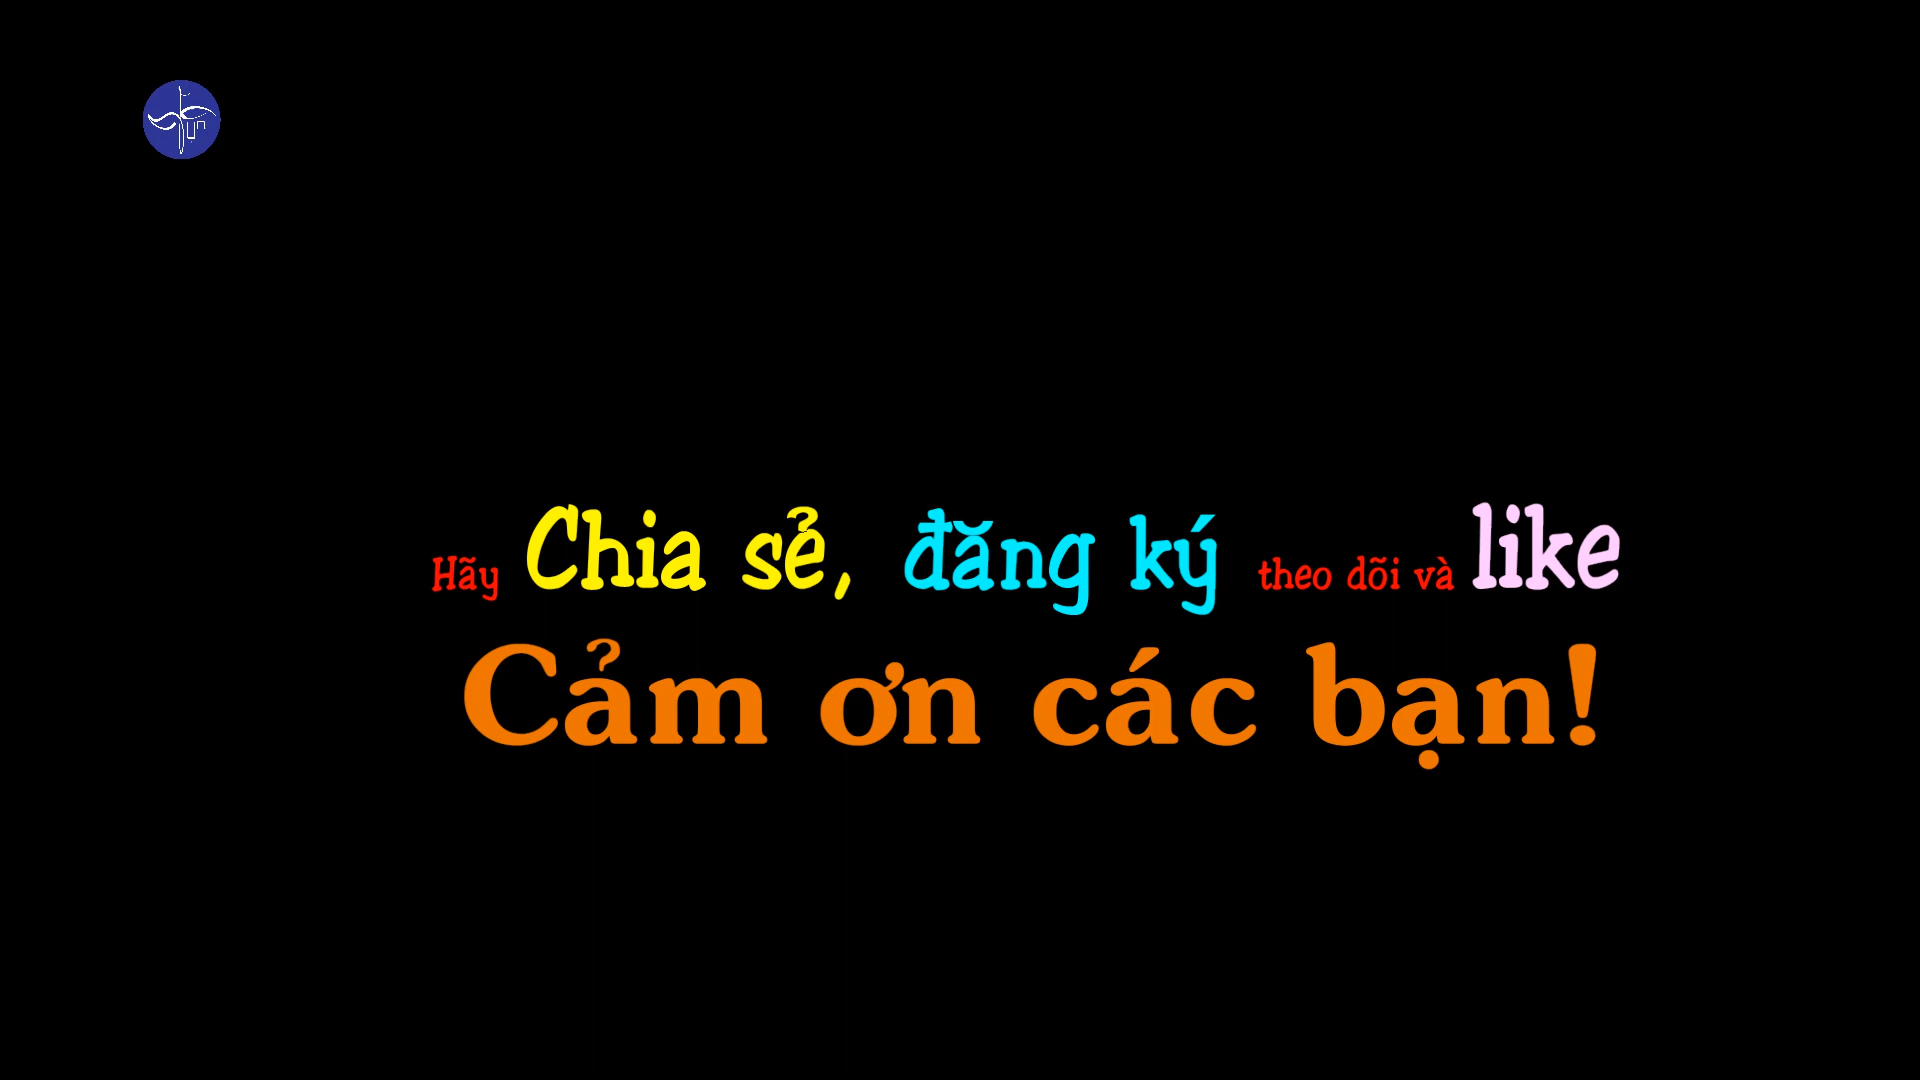 Hãy Chia sẻ, đăng ký theo dõi và like
Cảm ơn các bạn!